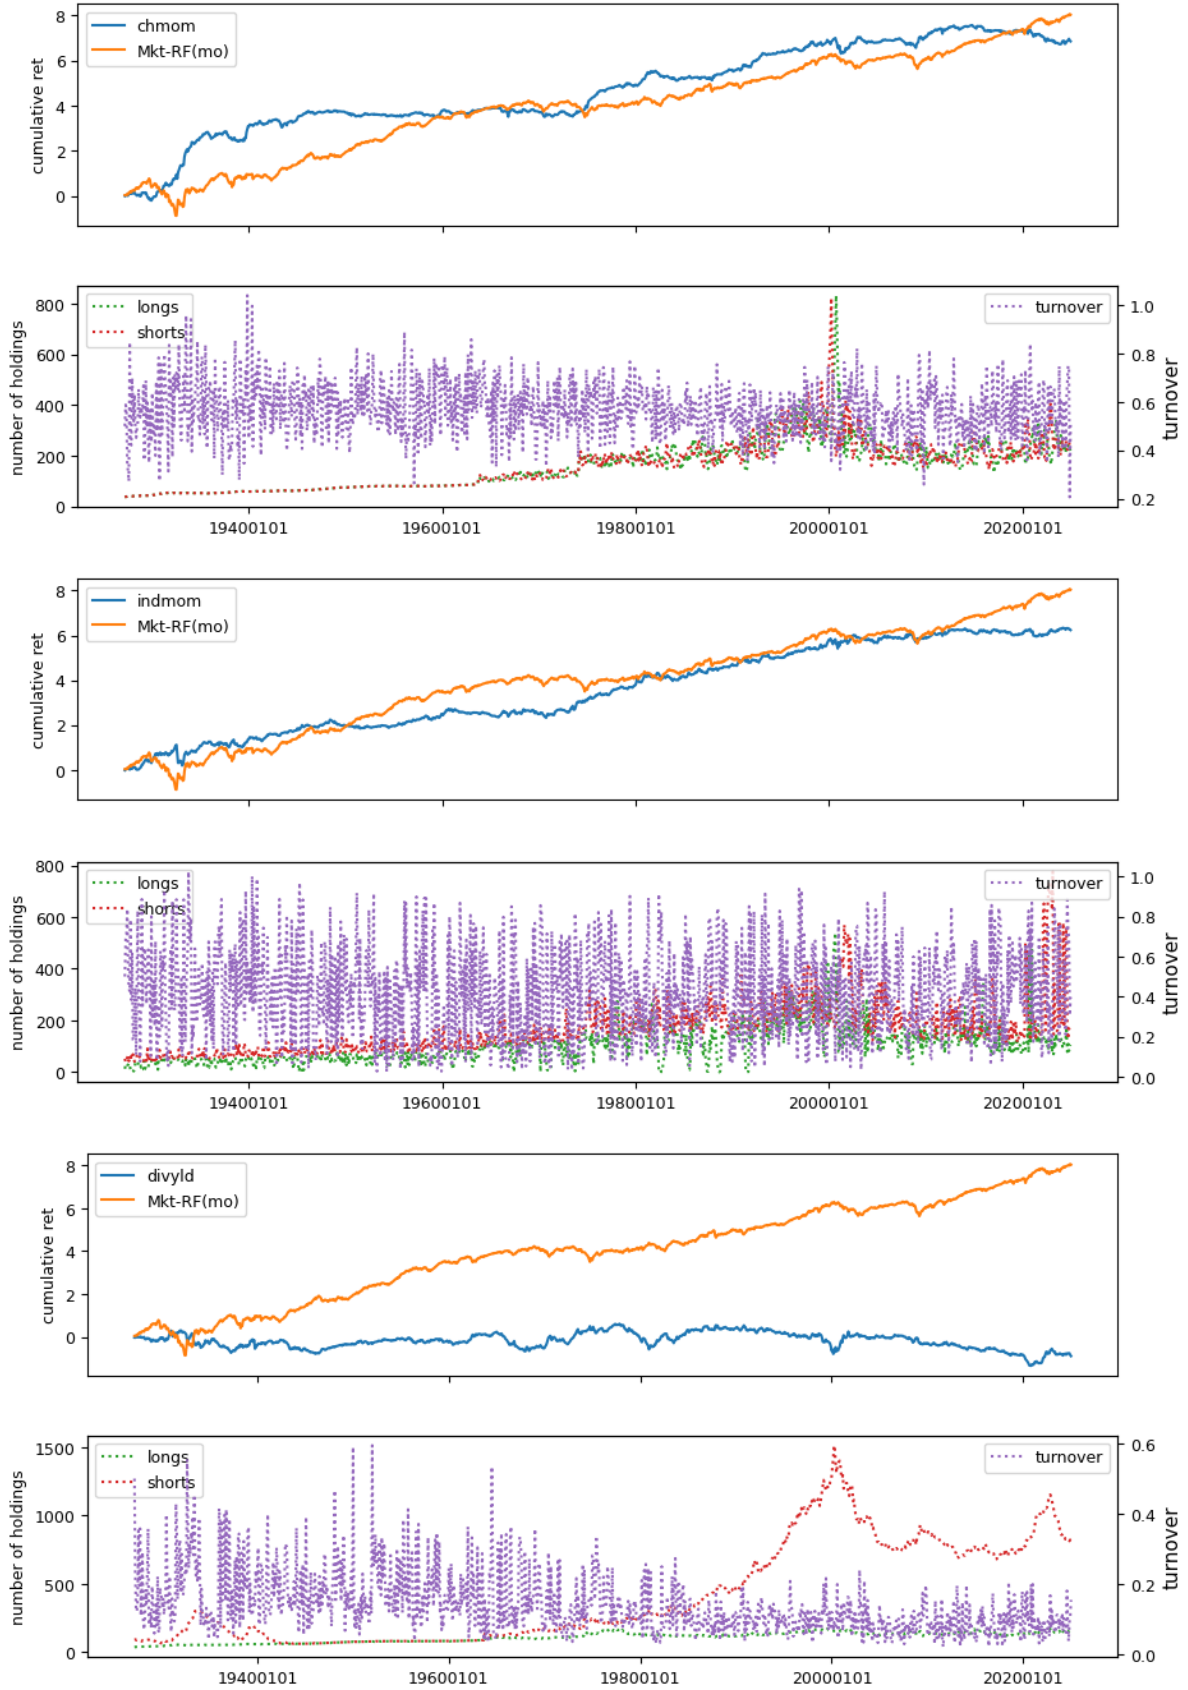 chmom
Mkt-RF(mo)
cumulative ret
8
6
4
2
0
longs
shorts
turnover
number of holdings
turnover
800
600
400
200
0
1.0
0.8
0.6
0.4
0.2
19400101 19600101 19800101 20000101 20200101
indmom
Mkt-RF(mo)
cumulative ret
8
6
4
2
0
longs
shorts
turnover
number of holdings
turnover
800
600
400
200
0
1.0
0.8
0.6
0.4
0.2
0.0
19400101 19600101 19800101 20000101 20200101
divyld
Mkt-RF(mo)
cumulative ret
8
6
4
2
0
longs
shorts
turnover
number of holdings
turnover
1500
1000
500
0
0.6
0.4
0.2
0.0
19400101 19600101 19800101 20000101 20200101